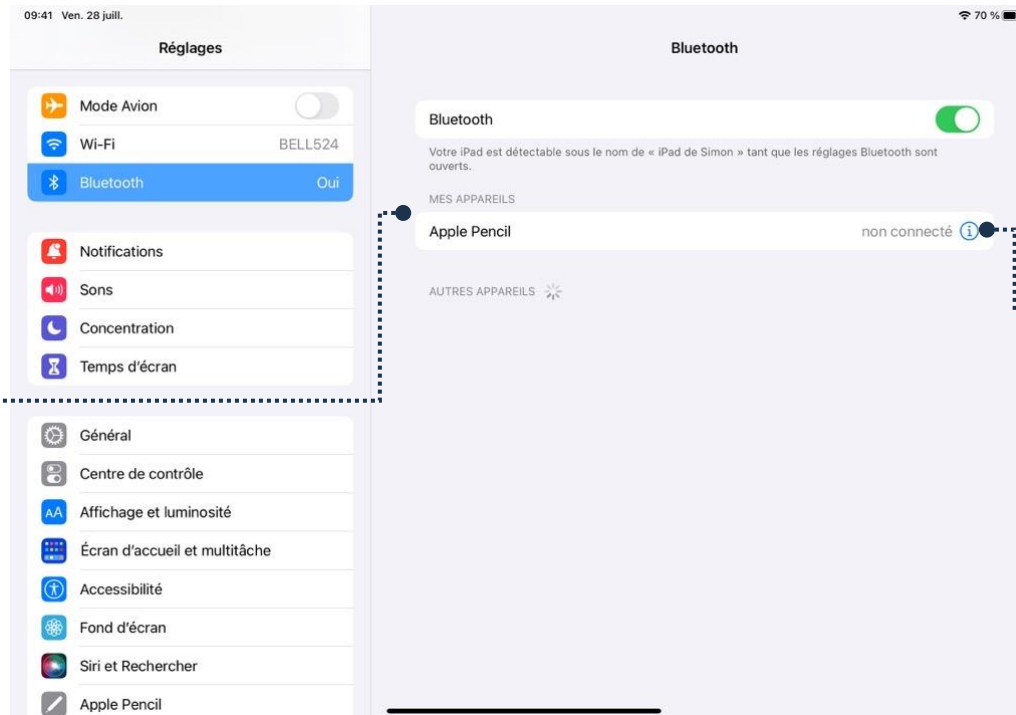 09:41 Ven. 28 juill.
70 %
Réglages
Mode Avion
Wi-Fi BELL524
Bluetooth Oui
Notifications
Sons
Concentration
Temps d'écran
Général
Centre de contrôle
AA Affichage et luminosité
Écran d'accueil et multitâche
Accessibilité
Fond d'écran
Siri et Rechercher
Apple Pencil
Bluetooth
Bluetooth
Votre iPad est détectable sous le nom de « iPad de Simon » tant que les réglages Bluetooth sont
ouverts.
MES APPAREILS
Apple Pencil non connecté i
AUTRES APPAREILS